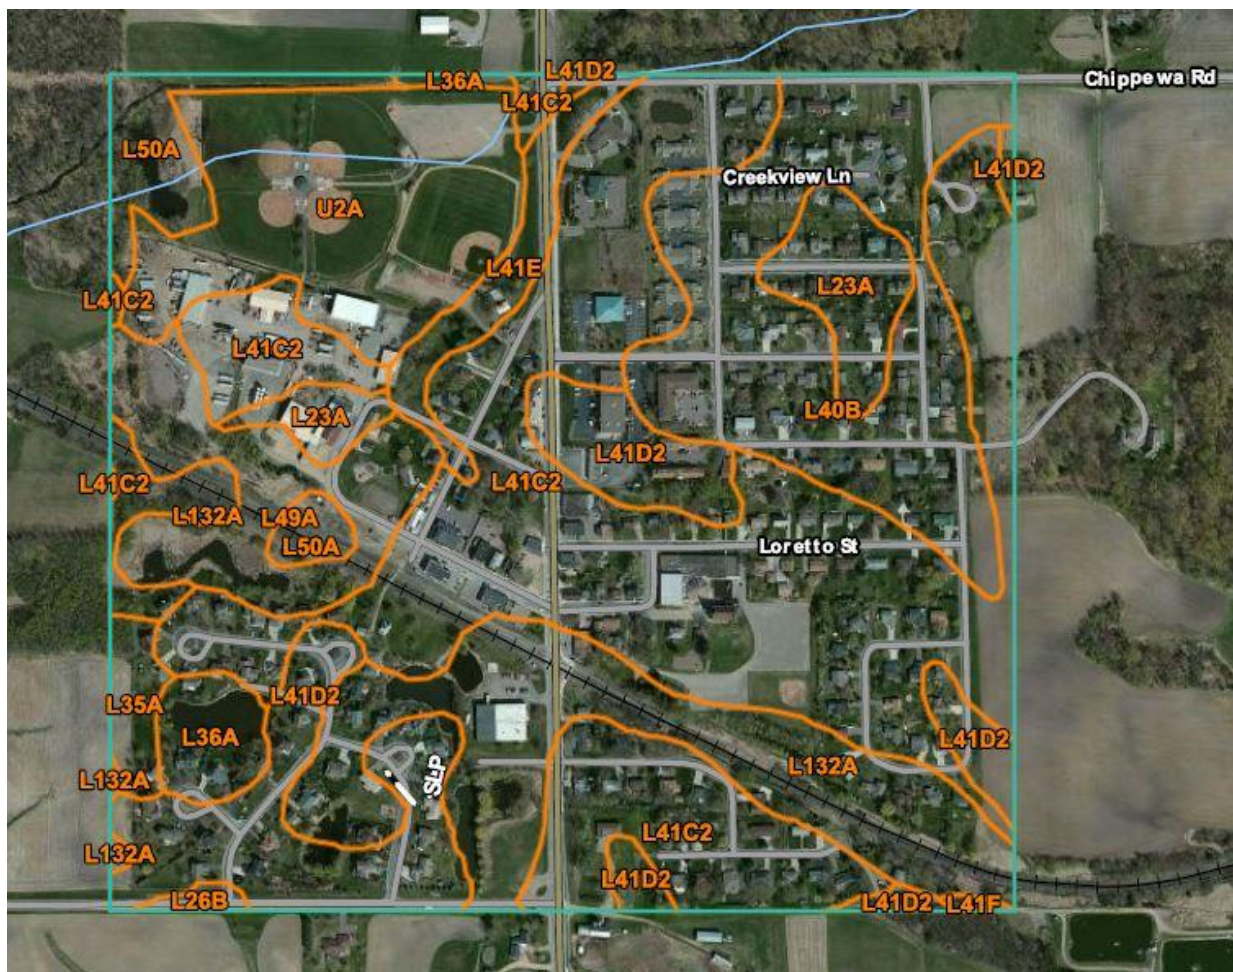 L41D2
L36A
Chippewa Rd
L41C2
L50A
L41D2
Creekview Ln
U2A
L41E
L23A
L41C2
L41C2
L23A
L40B
L41D2
L41C2
L41C2
L132A
L49A
L50A
Loretto St
L41D2
L35A
L36A
L41D2
L132A
L132A
SLP
L41C2
L132A
L41D2
L26B
L41D2
L41F